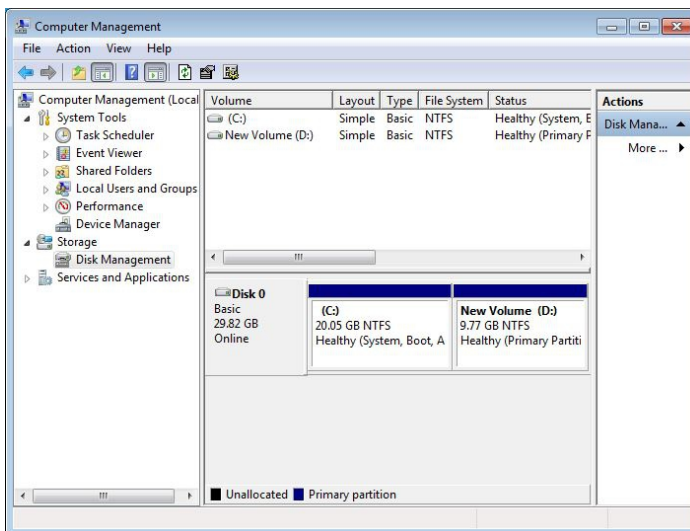 Computer Management
File Action View Help
Computer Management (Local
System Tools
Task Scheduler
Event Viewer
Shared Folders
Local Users and Groups
Performance
Device Manager
Storage
Disk Management
Services and Applications
Volume Layout Type File System Status
(C:) Simple Basic NTFS Healthy (System, E
New Volume (D:) Simple Basic NTFS Healthy (Primary P
Disk 0
Basic
29.82 GB
Online
(C:)
20.05 GB NTFS
Healthy (System, Boot, A
New Volume (D:)
9.77 GB NTFS
Healthy (Primary Partiti
Unallocated Primary partition
Actions
Disk Mana...
More ...